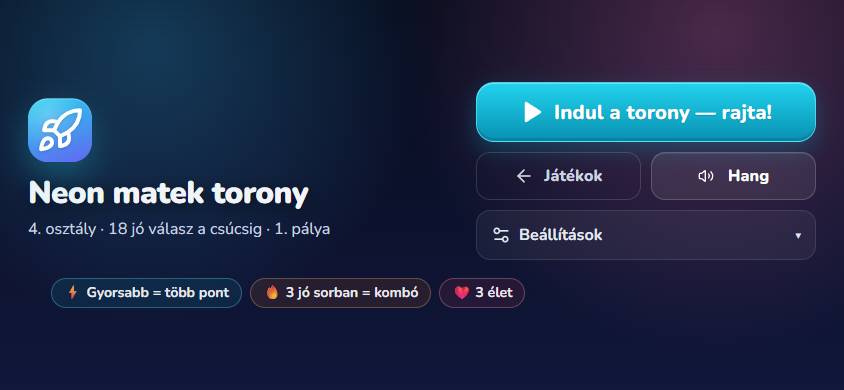 Neon matek torony
4. osztály · 18 jó válasz a csúcsig · 1. pálya
Indul a torony — rajta!
Játékok
Hang
Beállítások
Gyorsabb = több pont
3 jó sorban = kombó
3 élet